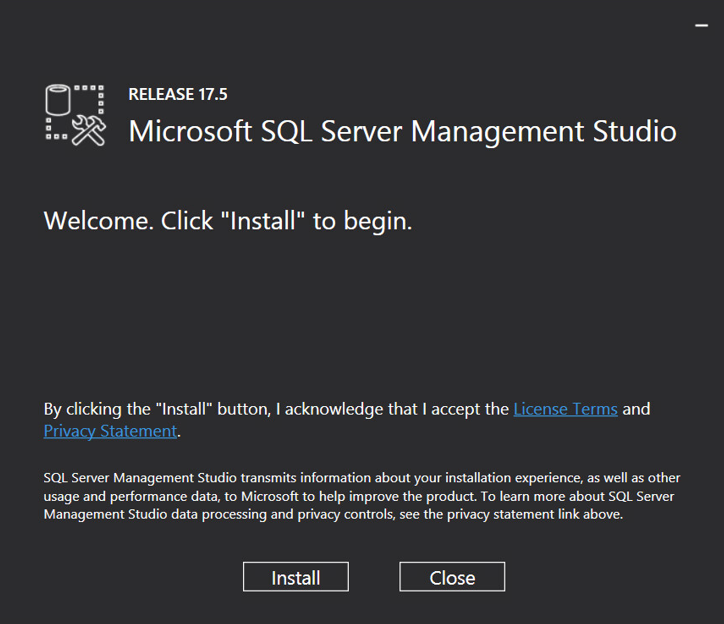 RELEASE 17.5
Microsoft SQL Server Management Studio
Welcome. Click "Install" to begin.
By clicking the "Install" button, I acknowledge that I accept the License Terms and
Privacy Statement.
SQL Server Management Studio transmits information about your installation experience, as well as other
usage and performance data, to Microsoft to help improve the product. To learn more about SQL Server
Management Studio data processing and privacy controls, see the privacy statement link above.
Install
Close